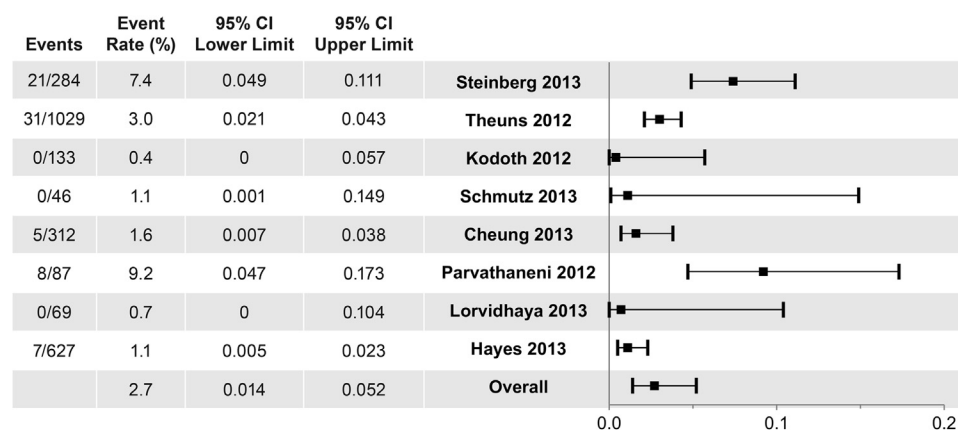 Events Event Rate (%) 95% CI Lower Limit 95% CI Upper Limit
21/284 7.4 0.049 0.111 Steinberg 2013
31/1029 3.0 0.021 0.043 Theuns 2012
0/133 0.4 0 0.057 Kodoth 2012
0/46 1.1 0.001 0.149 Schmutz 2013
5/312 1.6 0.007 0.038 Cheung 2013
8/87 9.2 0.047 0.173 Parvathaneni 2012
0/69 0.7 0 0.104 Lorvidhaya 2013
7/627 1.1 0.005 0.023 Hayes 2013
2.7 0.014 0.052 Overall
0.0 0.1 0.2